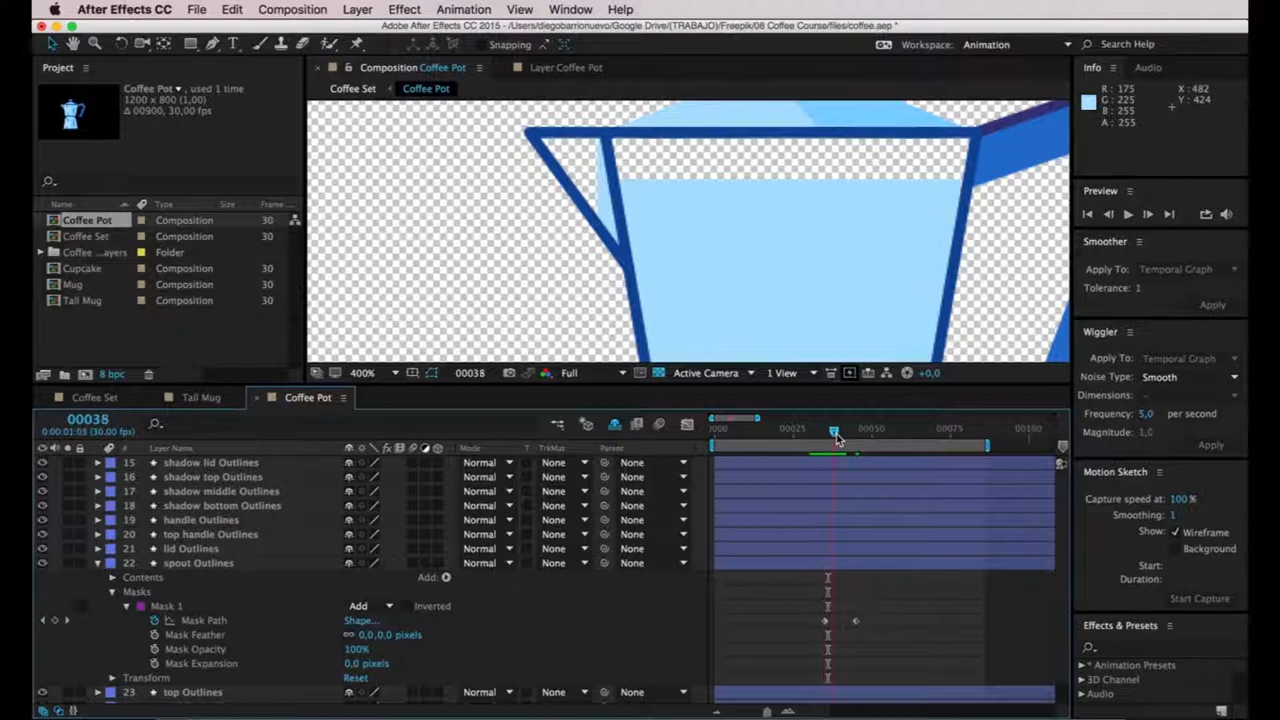 After Effects CC File Edit Composition Layer Effect Animation View Window Help
Adobe After Effects CC 2015 - /Users/diegobarrionuevo/Google Drive/(TRABAJO)/Freepik/08 Coffee Course/files/coffee.aep *
Snapping Workspace: Animation Search Help
Project
Coffee Pot ▾, used 1 time
1200 x 800 (1,00)
Δ 00900, 30,00 fps
Name Type Size Frame ...
Coffee Pot Composition 30
Coffee Set Composition 30
Coffee ...ayers Folder
Cupcake Composition 30
Mug Composition 30
Tall Mug Composition 30
8 bpc
Composition Coffee Pot Layer Coffee Pot
Coffee Set Coffee Pot
400% 00038 Full Active Camera 1 View +0,0
Info Audio
R: 175 X: 482
G: 225 Y: 424
B: 255
A: 255
Preview
Smoother
Apply To: Temporal Graph
Tolerance: 1
Apply
Wiggler
Apply To: Temporal Graph
Noise Type: Smooth
Dimensions: -
Frequency: 5,0 per second
Magnitude: 1,0
Apply
Motion Sketch
Capture speed at: 100 %
Smoothing: 1
Show: Wireframe
Background
Start:
Duration:
Start Capture
Effects & Presets
* Animation Presets
3D Channel
Audio
Coffee Set Tall Mug Coffee Pot
00038
0:00:01:08 (30.00 fps)
0000 00025 00050 00075 00100
# Layer Name Mode T TrkMat Parent
15 shadow lid Outlines Normal None None
16 shadow top Outlines Normal None None
17 shadow middle Outlines Normal None None
18 shadow bottom Outlines Normal None None
19 handle Outlines Normal None None
20 top handle Outlines Normal None None
21 lid Outlines Normal None None
22 spout Outlines Normal None None
Contents Add:
Masks
Mask 1 Add Inverted
Mask Path Shape...
Mask Feather 0,0,0,0 pixels
Mask Opacity 100%
Mask Expansion 0,0 pixels
Transform Reset
23 top Outlines Normal None None